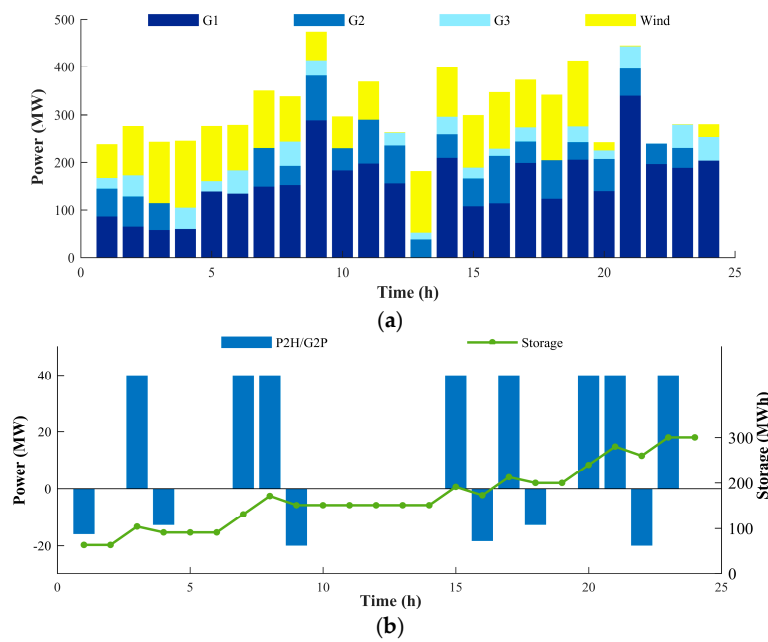 G1 G2 G3 Wind
500
400
300
200
100
0
Power (MW)
0 5 10 15 20 25
Time (h)
(a)
P2H/G2P Storage
40
20
0
-20
Power (MW)
300
200
100
0
Storage (MWh)
0 5 10 15 20 25
Time (h)
(b)